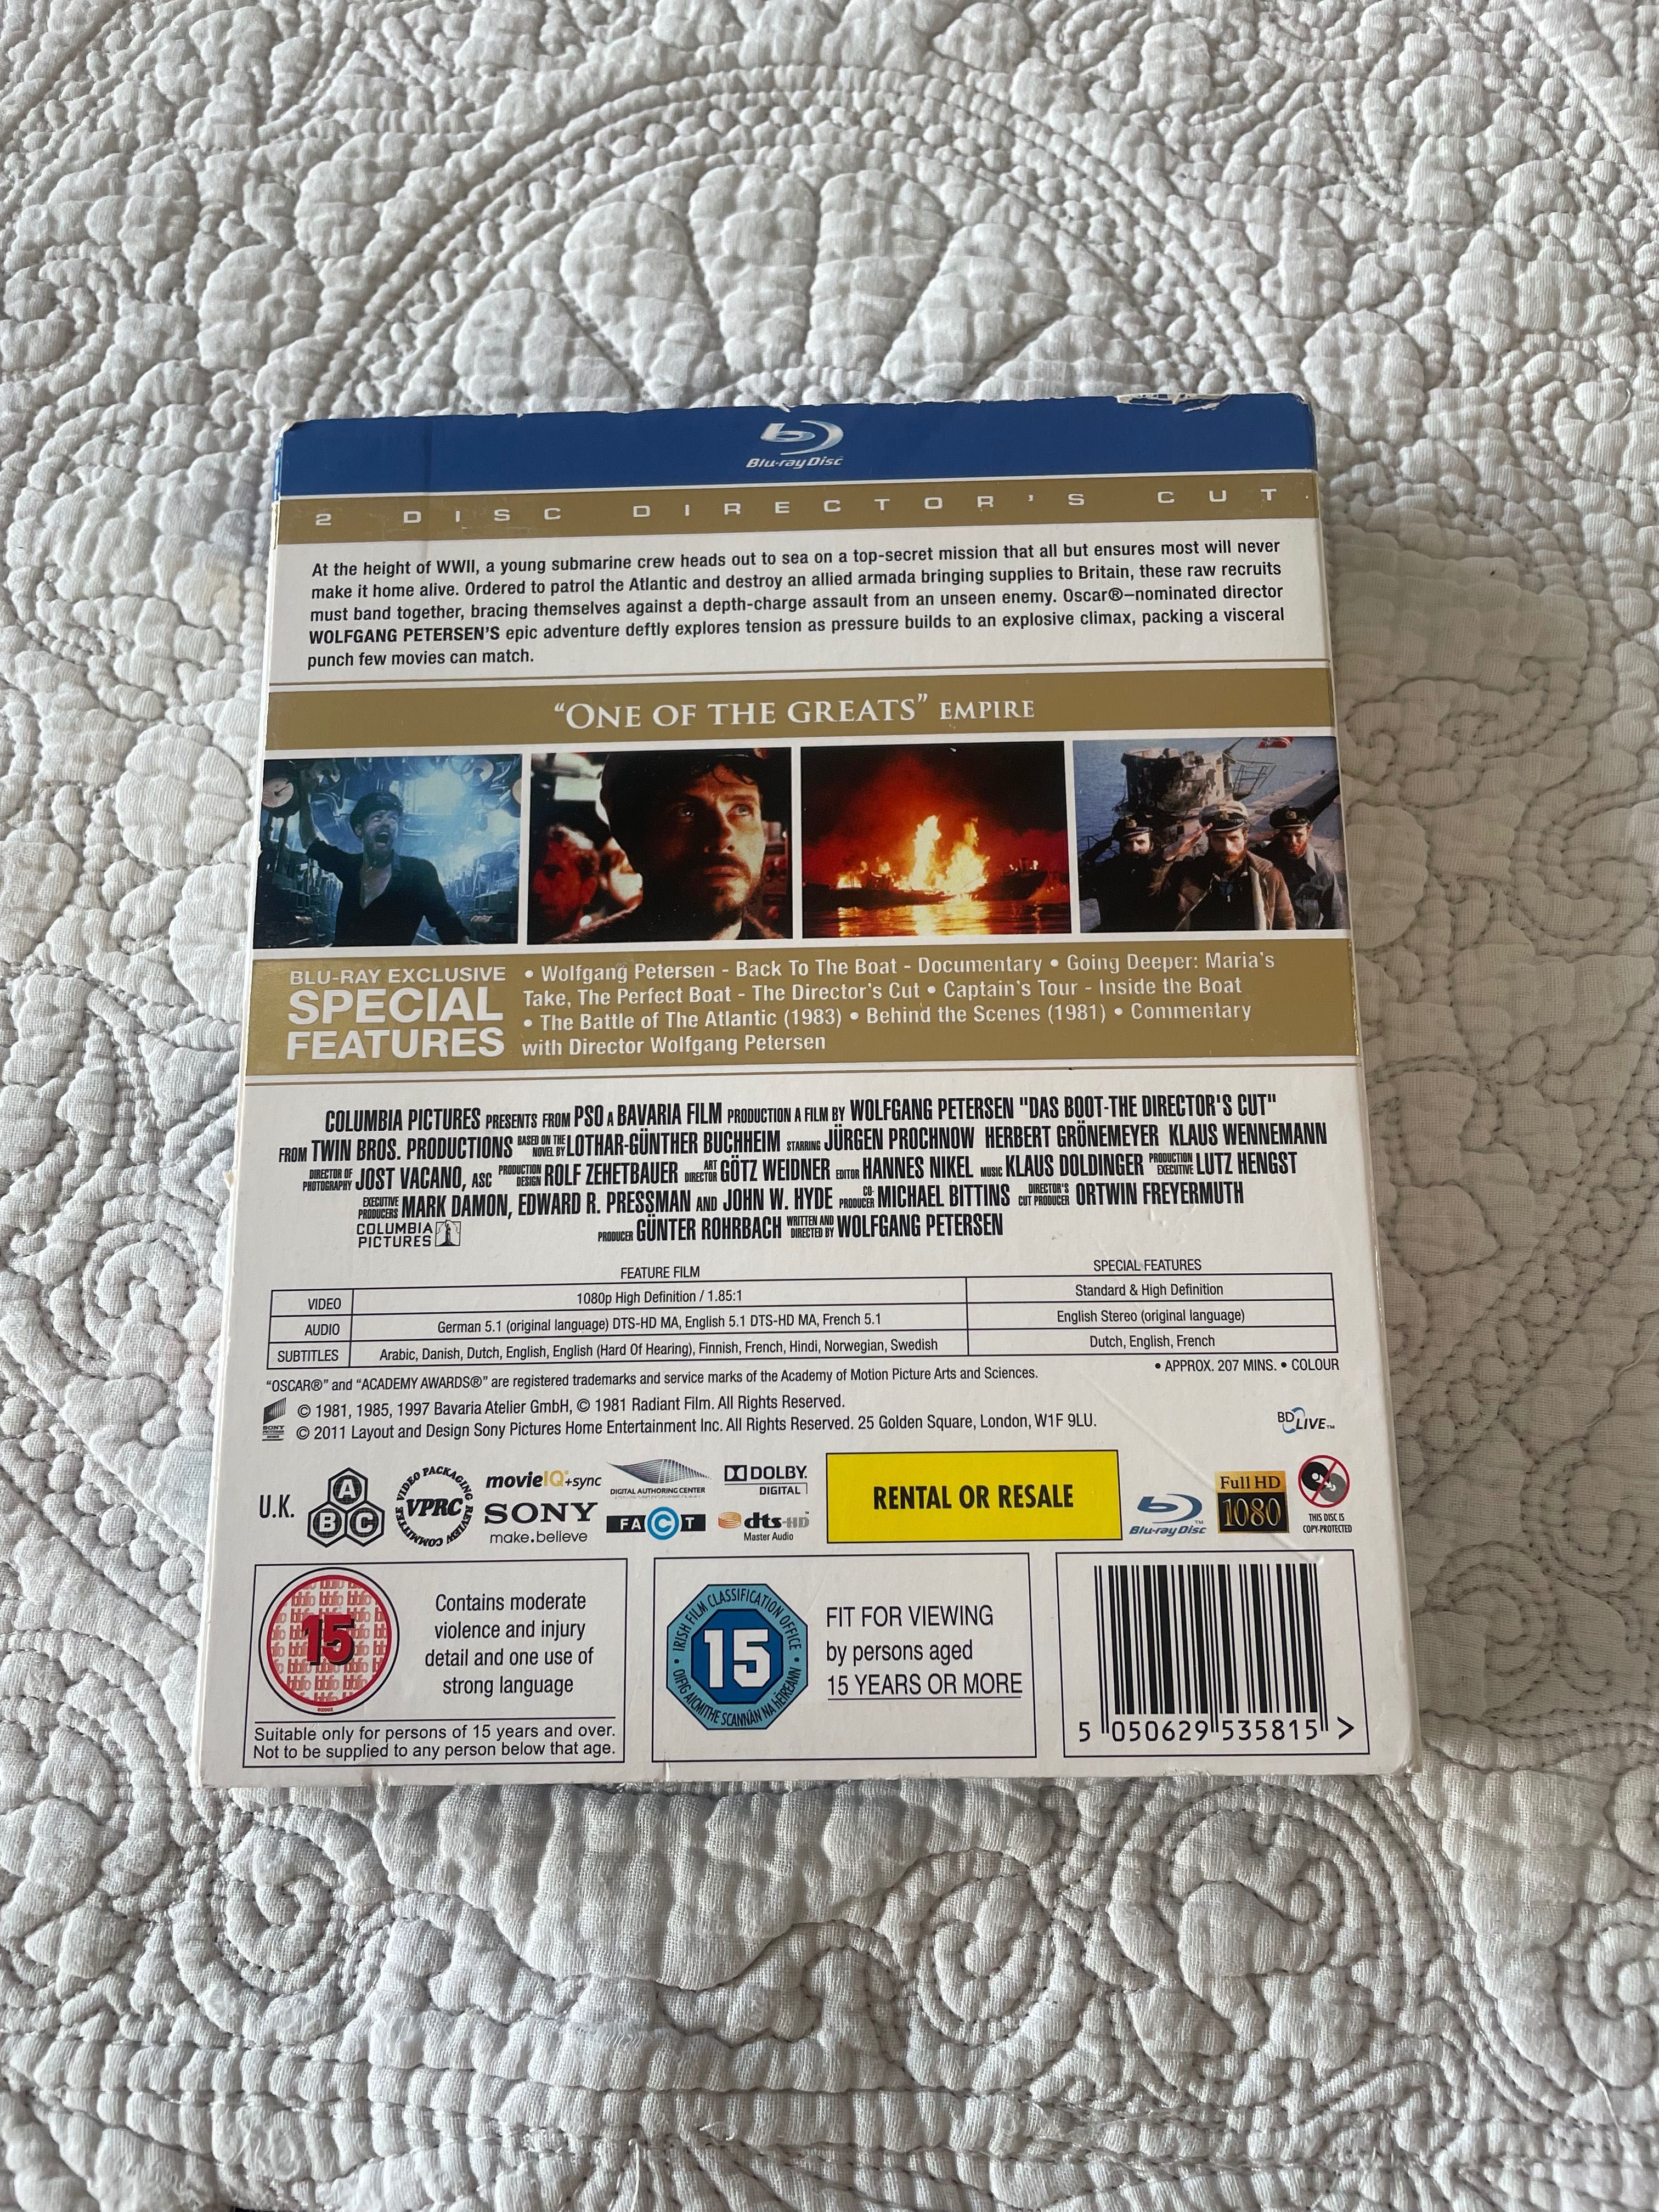 Blu-ray Disc
2 DISC DIRECTOR'S CUT
At the height of WWII, a young submarine crew heads out to sea on a top-secret mission that all but ensures most will never
make it home alive. Ordered to patrol the Atlantic and destroy an allied armada bringing supplies to Britain, these raw recruits
must band together, bracing themselves against a depth-charge assault from an unseen enemy. Oscar®–nominated director
WOLFGANG PETERSEN'S epic adventure deftly explores tension as pressure builds to an explosive climax, packing a visceral
punch few movies can match.
"ONE OF THE GREATS" EMPIRE
BLU-RAY EXCLUSIVE
SPECIAL
FEATURES
• Wolfgang Petersen - Back To The Boat - Documentary • Going Deeper: Maria's
Take, The Perfect Boat - The Director's Cut • Captain's Tour - Inside the Boat
• The Battle of The Atlantic (1983) • Behind the Scenes (1981) • Commentary
with Director Wolfgang Petersen
COLUMBIA PICTURES PRESENTS FROM PSO A BAVARIA FILM PRODUCTION A FILM BY WOLFGANG PETERSEN "DAS BOOT-THE DIRECTOR'S CUT"
FROM TWIN BROS. PRODUCTIONS BASED ON THE NOVEL BY LOTHAR-GÜNTHER BUCHHEIM STARRING JÜRGEN PROCHNOW HERBERT GRÖNEMEYER KLAUS WENNEMANN
DIRECTOR OF PHOTOGRAPHY JOST VACANO, ASC PRODUCTION DESIGN ROLF ZEHETBAUER ART DIRECTOR GÖTZ WEIDNER EDITOR HANNES NIKEL MUSIC KLAUS DOLDINGER PRODUCTION EXECUTIVE LUTZ HENGST
EXECUTIVE PRODUCERS MARK DAMON, EDWARD R. PRESSMAN AND JOHN W. HYDE CO-PRODUCER MICHAEL BITTINS DIRECTOR'S CUT PRODUCER ORTWIN FREYERMUTH
COLUMBIA
PICTURES
PRODUCER GÜNTER ROHRBACH WRITTEN AND DIRECTED BY WOLFGANG PETERSEN
FEATURE FILM SPECIAL FEATURES
VIDEO 1080p High Definition / 1.85:1 Standard & High Definition
AUDIO German 5.1 (original language) DTS-HD MA, English 5.1 DTS-HD MA, French 5.1 English Stereo (original language)
SUBTITLES Arabic, Danish, Dutch, English, English (Hard Of Hearing), Finnish, French, Hindi, Norwegian, Swedish Dutch, English, French
• APPROX. 207 MINS. • COLOUR
"OSCAR®" and "ACADEMY AWARDS®" are registered trademarks and service marks of the Academy of Motion Picture Arts and Sciences.
© 1981, 1985, 1997 Bavaria Atelier GmbH, © 1981 Radiant Film. All Rights Reserved.
© 2011 Layout and Design Sony Pictures Home Entertainment Inc. All Rights Reserved. 25 Golden Square, London, W1F 9LU.
BD LIVE™
U.K.
A
B C
VIDEO PACKAGING REVIEW COMMITTEE
VPRC
movieIQ+sync
SONY
make.believe
DIGITAL AUTHORING CENTER
FACT
DOLBY
DIGITAL
dts-HD
Master Audio
RENTAL OR RESALE
Blu-ray Disc
Full HD
1080
THIS DISC IS
COPY-PROTECTED
15
Contains moderate
violence and injury
detail and one use of
strong language
Suitable only for persons of 15 years and over.
Not to be supplied to any person below that age.
IRISH FILM CLASSIFICATION OFFICE
15
OIFIG AICMITHE SCANNÁN NA hÉIREANN
FIT FOR VIEWING
by persons aged
15 YEARS OR MORE
5 050629 535815 >